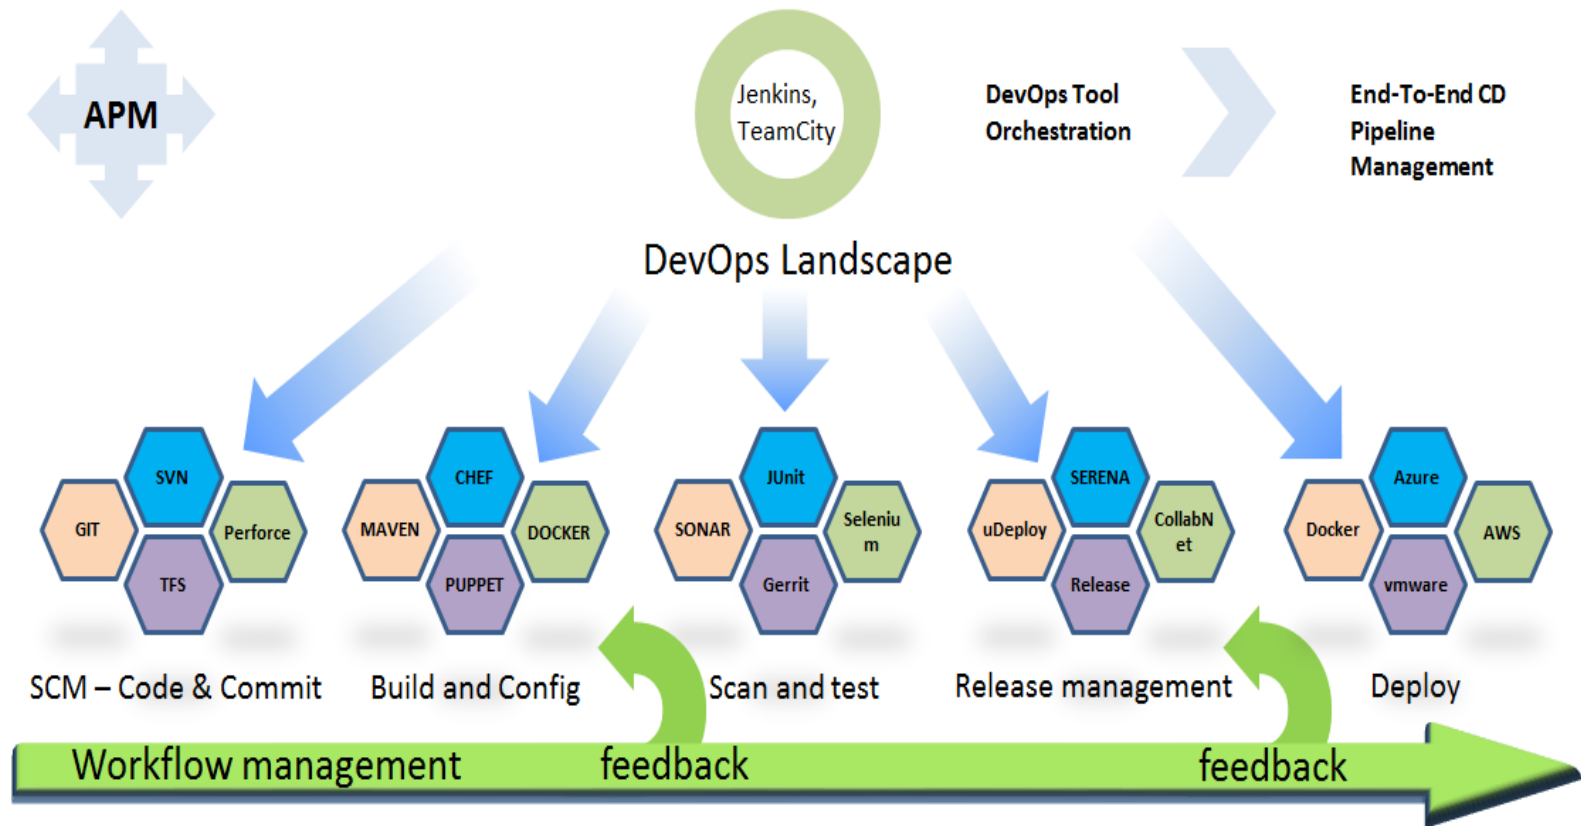 APM
Jenkins,
TeamCity
DevOps Tool
Orchestration
End-To-End CD
Pipeline
Management
DevOps Landscape
SVN
GIT
Perforce
TFS
CHEF
MAVEN
DOCKER
PUPPET
JUnit
SONAR
Seleniu
m
Gerrit
SERENA
uDeploy
CollabN
et
Release
Azure
Docker
AWS
vmware
SCM – Code & Commit
Build and Config
Scan and test
Release management
Deploy
Workflow management
feedback
feedback